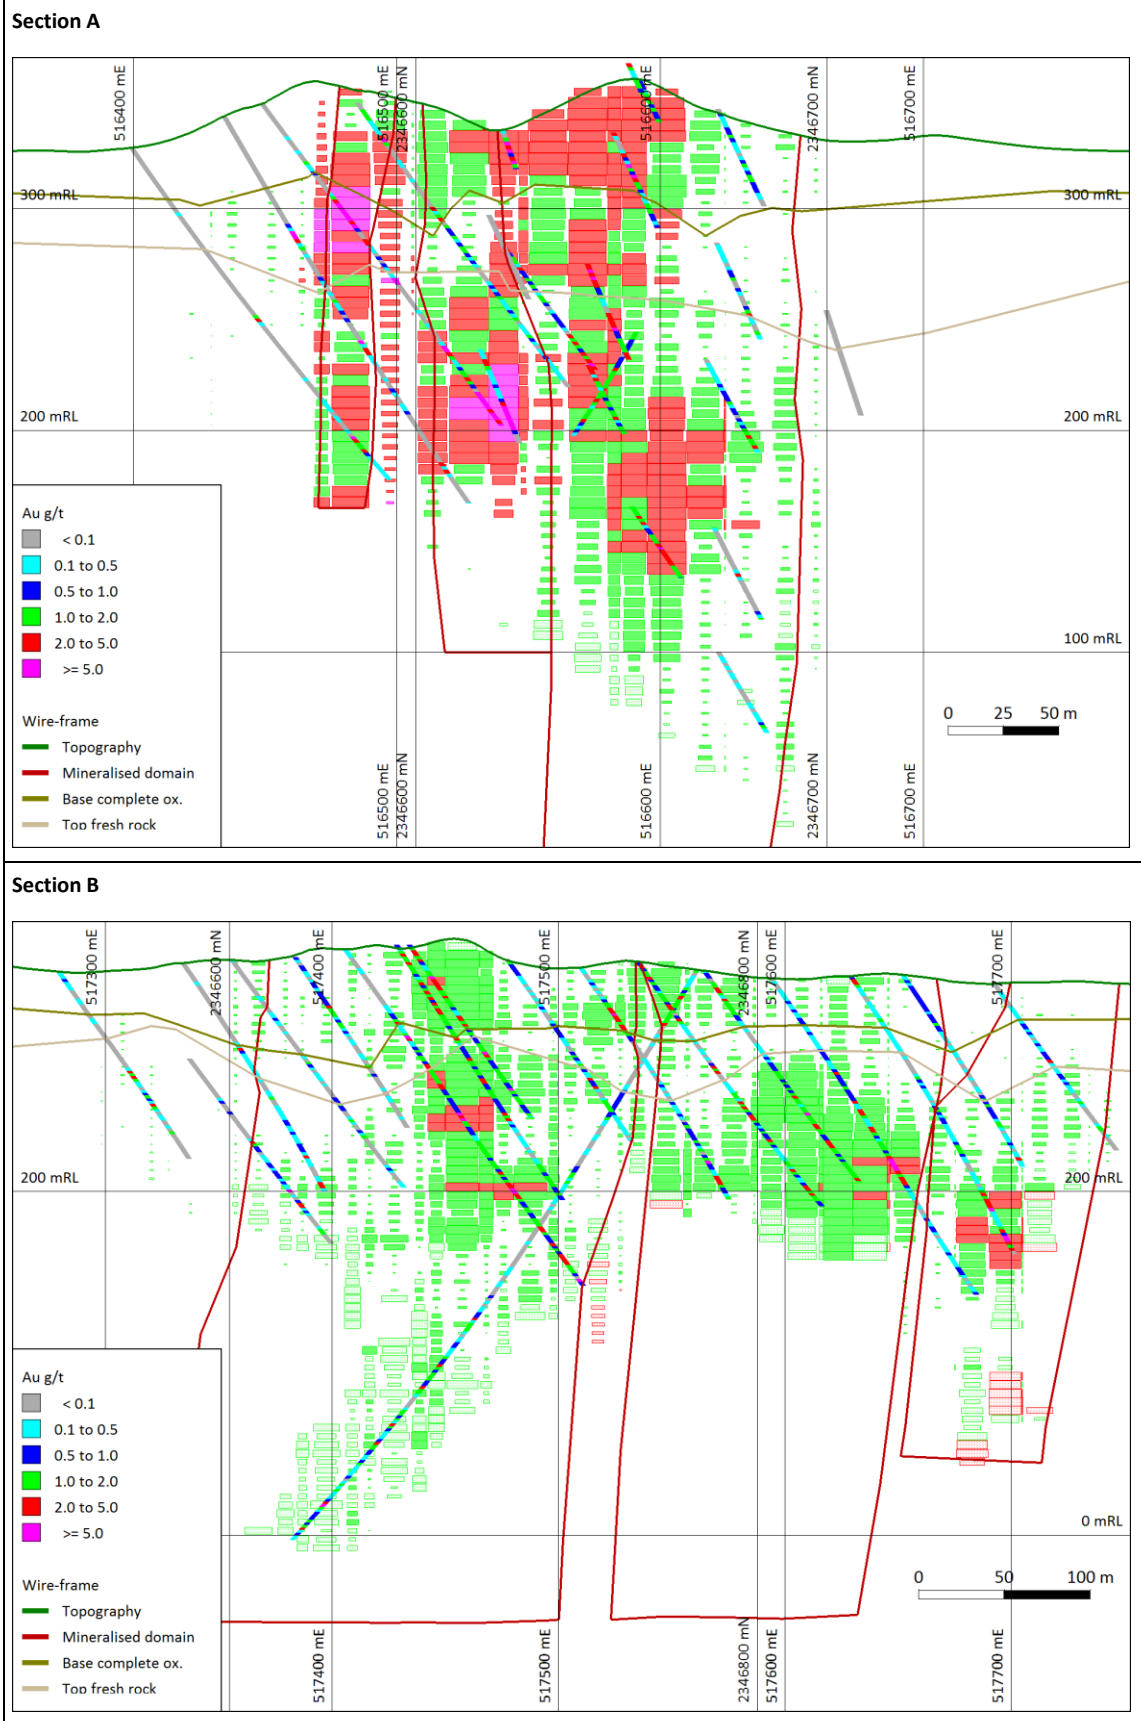 Section A
516400 mE
516500 mE
2346600 mN
516600 mE
2346700 mN
516700 mE
300 mRL
300 mRL
200 mRL
200 mRL
100 mRL
Au g/t
< 0.1
0.1 to 0.5
0.5 to 1.0
1.0 to 2.0
2.0 to 5.0
>= 5.0
Wire-frame
Topography
Mineralised domain
Base complete ox.
Top fresh rock
0 25 50 m
516500 mE
2346600 mN
516600 mE
2346700 mN
516700 mE
Section B
517300 mE
2346600 mN
517400 mE
517500 mE
2346800 mN
517600 mE
517700 mE
200 mRL
200 mRL
0 mRL
Au g/t
< 0.1
0.1 to 0.5
0.5 to 1.0
1.0 to 2.0
2.0 to 5.0
>= 5.0
Wire-frame
Topography
Mineralised domain
Base complete ox.
Top fresh rock
0 50 100 m
517400 mE
517500 mE
2346800 mN
517600 mE
517700 mE